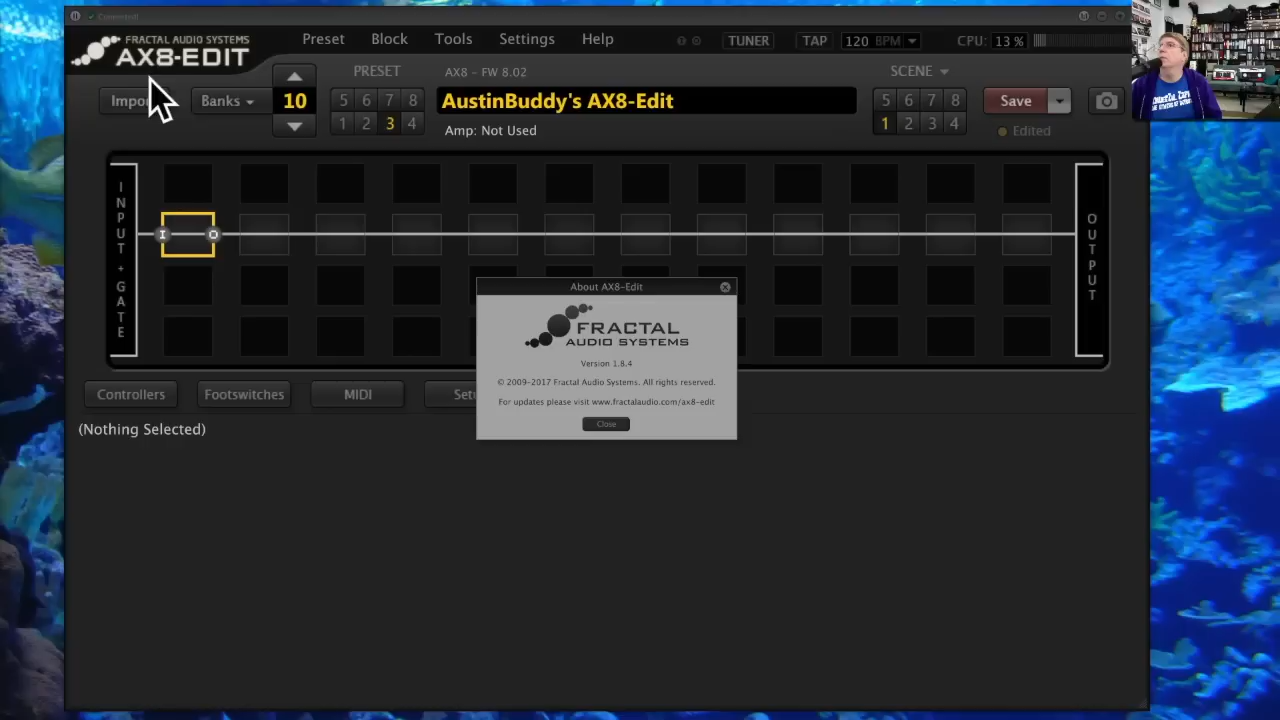 Connected!
FRACTAL AUDIO SYSTEMS
AX8-EDIT
Preset
Block
Tools
Settings
Help
TUNER
TAP
120 BPM
CPU: 13 %
Banks
10
PRESET
5 6 7 8
1 2 3 4
AX8 - FW 8.02
AustinBuddy's AX8-Edit
Amp: Not Used
SCENE
5 6 7 8
1 2 3 4
Save
Edited
INPUT + GATE
I
O
OUTPUT
About AX8-Edit
FRACTAL
AUDIO SYSTEMS
Version 1.8.4
© 2009-2017 Fractal Audio Systems. All rights reserved.
For updates please visit www.fractalaudio.com/ax8-edit
Close
Controllers
Footswitches
MIDI
(Nothing Selected)